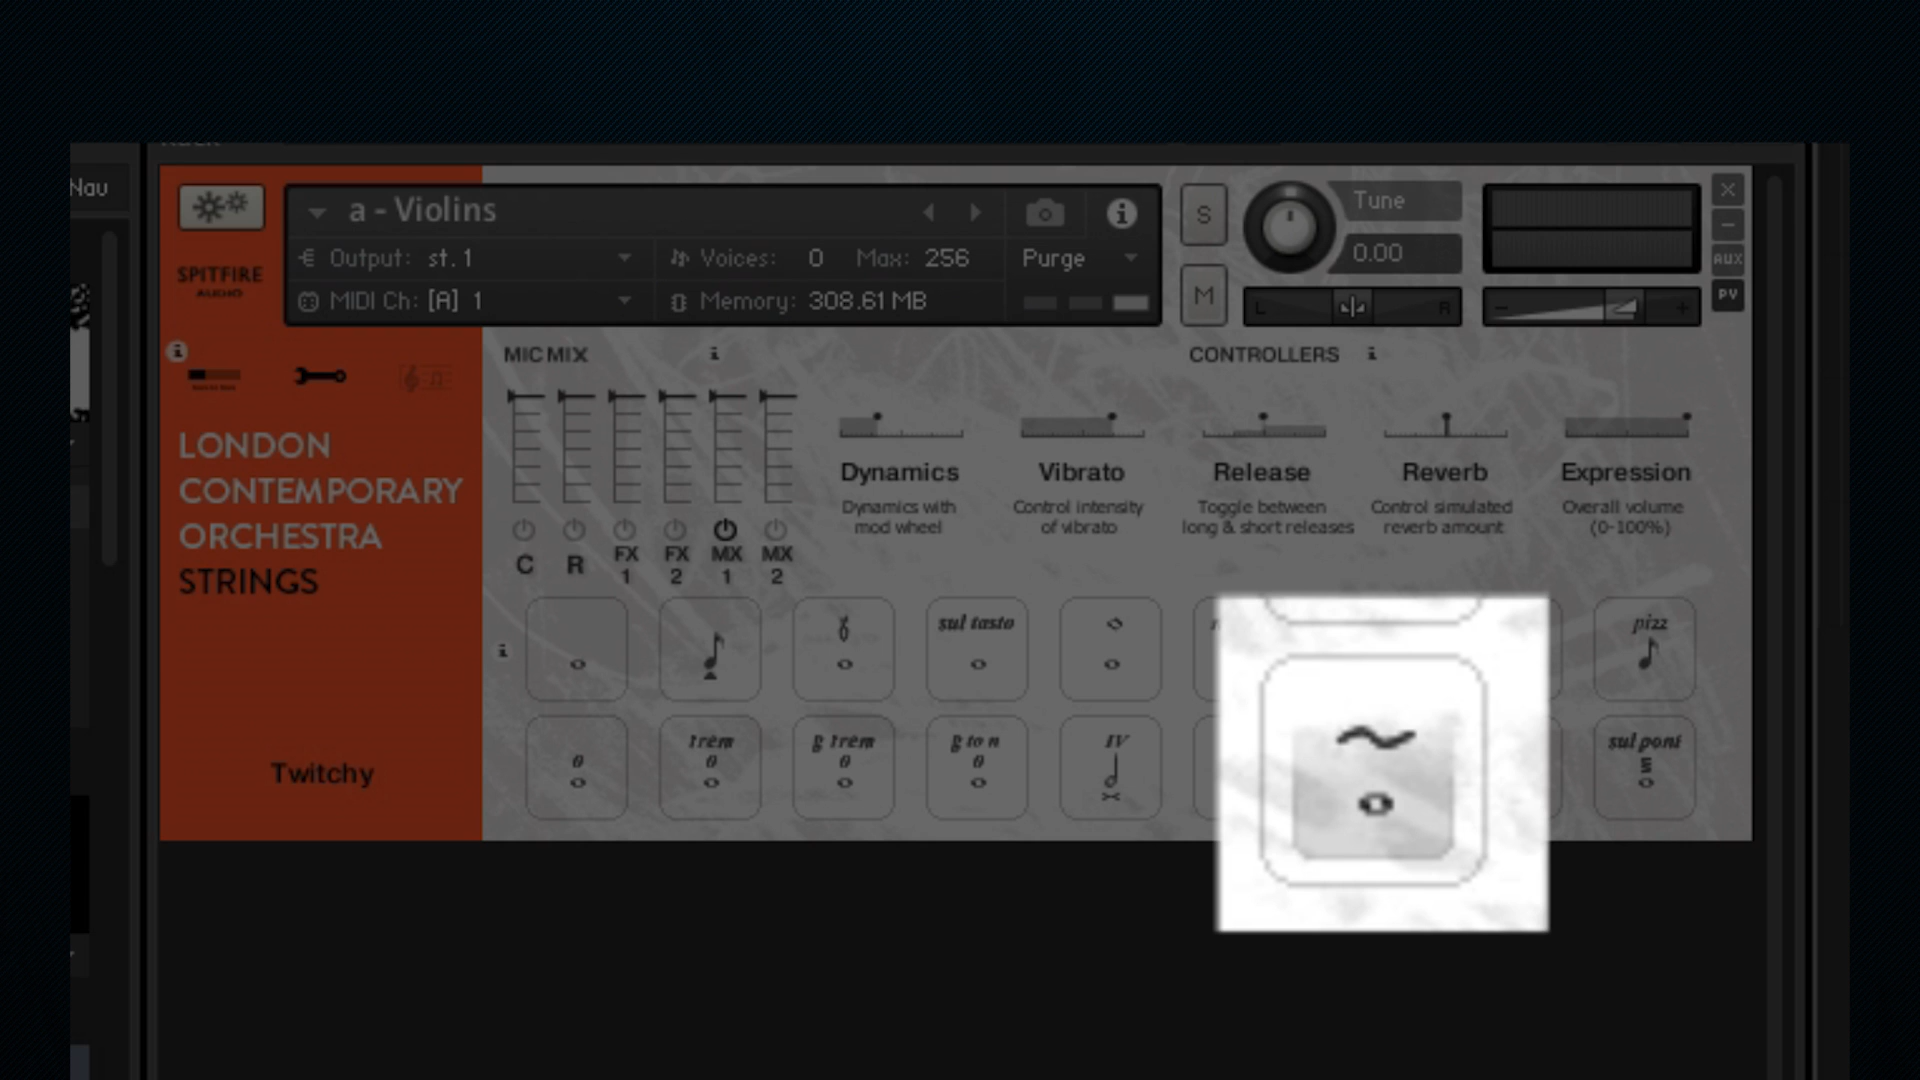 Nau
a - Violins
Output: st. 1
Voices: 0 Max: 256
Purge
MIDI Ch: [A] 1
Memory: 308.61 MB
S
M
Tune
0.00
L R
- +
×
-
AUX
PV
SPITFIRE
AUDIO
LONDON
CONTEMPORARY
ORCHESTRA
STRINGS
Twitchy
MIC MIX i
C R FX 1 FX 2 MX 1 MX 2
CONTROLLERS i
Dynamics
Dynamics with
mod wheel
Vibrato
Control intensity
of vibrato
Release
Toggle between
long & short releases
Reverb
Control simulated
reverb amount
Expression
Overall volume
(0-100%)
sul tasto
pizz
trem
g trem
g to n
IV
sul pont